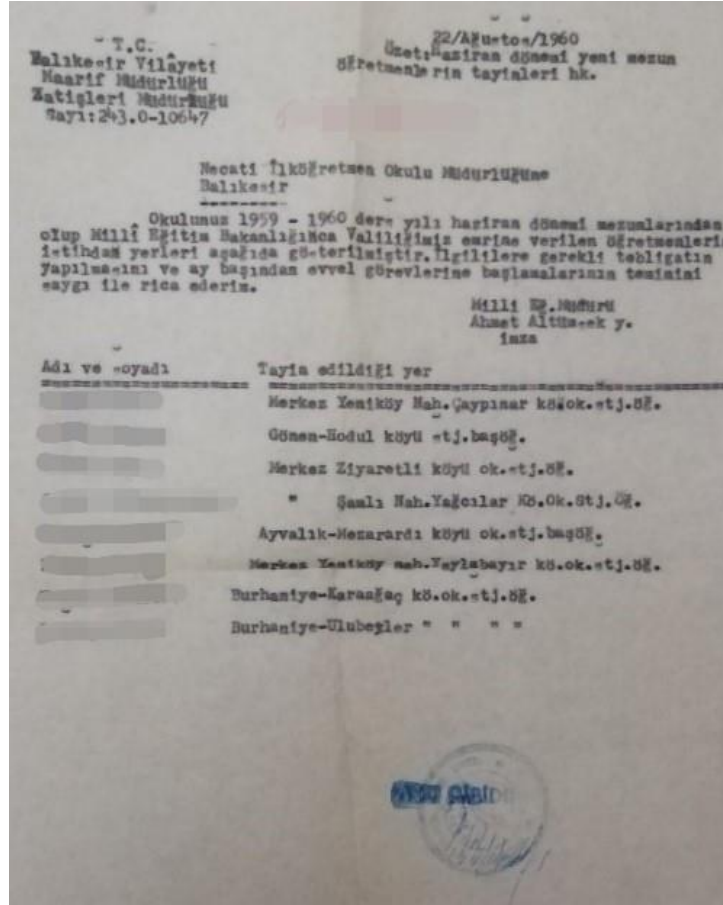 T.C.
Balıkesir Vilâyeti
Maarif Müdürlüğü
Zatişleri Müdürlüğü
Sayı:243.0-10647
22/Ağustos/1960
Özet:Haziran dönemi yeni mezun
öğretmenlerin tayinleri hk.
Necati İlköğretmen Okulu Müdürlüğüne
Balıkesir
Okulunuz 1959 - 1960 ders yılı haziran dönemi mezunlarından
olup Millî Eğitim Bakanlığınca Valiliğimiz emrine verilen öğretmenleri
istihdam yerleri aşağıda gösterilmiştir.İlgililere gerekli tebligatın
yapılmasını ve ay başından evvel görevlerine başlamalarının teminini
saygı ile rica ederim.
Milli Eğ.Müdürü
Ahmet Altümsek y.
imza
Adı ve soyadı Tayin edildiği yer
Merkez Yeniköy Nah.Çaypınar kö.ok.stj.öğ.
Gönen-Hodul köyü stj.başöğ.
Merkez Ziyaretli köyü ok.stj.öğ.
" Şamlı Nah.Yağcılar Kö.Ok.Stj.Öğ.
Ayvalık-Mezarardı köyü ok.stj.başöğ.
Merkez Yeniköy nah.Yaylabayır kö.ok.stj.öğ.
Burhaniye-Karaağaç kö.ok.stj.öğ.
Burhaniye-Ulubeyler " " " "